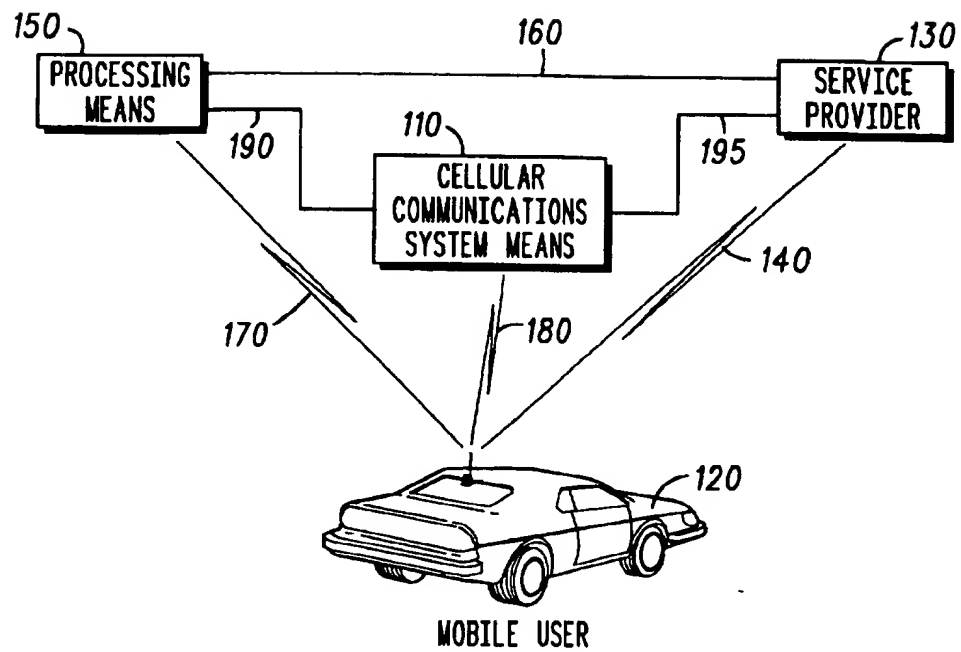 150
160
130
PROCESSING
MEANS
SERVICE
PROVIDER
190
110
195
CELLULAR
COMMUNICATIONS
SYSTEM MEANS
140
170
180
120
MOBILE USER